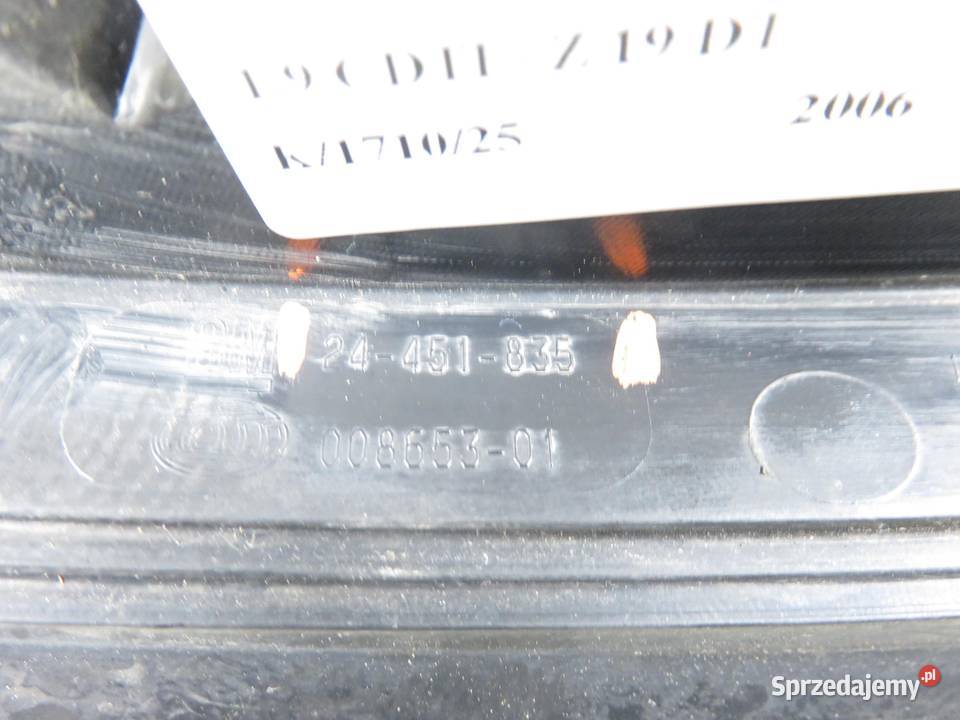 1.9 CDTI Z19DT
K/1710/25 2006
24-451-835
008653-01
Sprzedajemy.pl